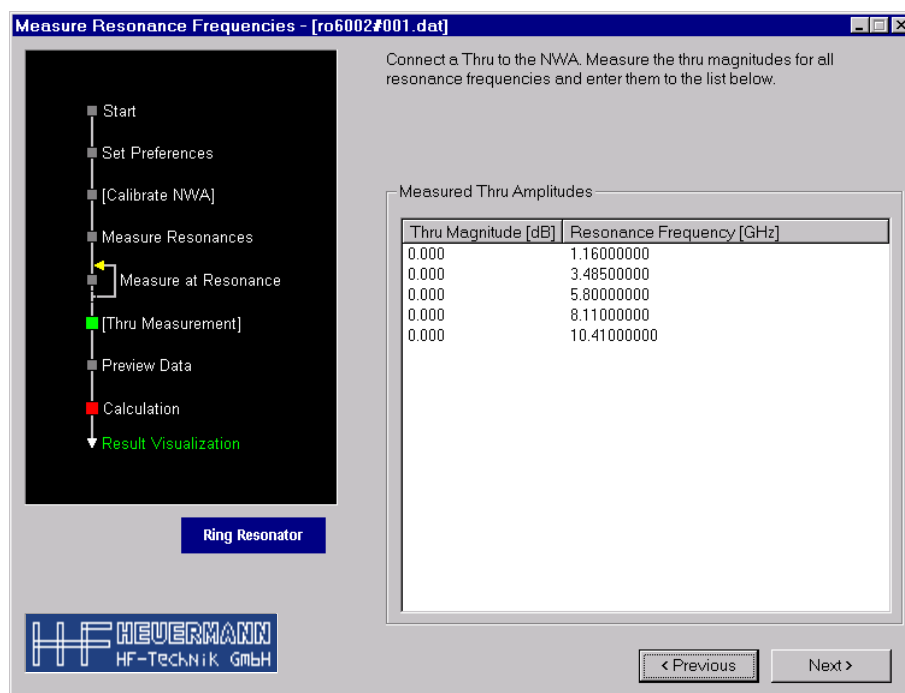 Measure Resonance Frequencies - [ro6002#001.dat]
Connect a Thru to the NWA. Measure the thru magnitudes for all
resonance frequencies and enter them to the list below.
Start
Set Preferences
[Calibrate NWA]
Measure Resonances
Measure at Resonance
[Thru Measurement]
Preview Data
Calculation
Result Visualization
Ring Resonator
Measured Thru Amplitudes
Thru Magnitude [dB] Resonance Frequency [GHz]
0.000 1.16000000
0.000 3.48500000
0.000 5.80000000
0.000 8.11000000
0.000 10.41000000
HF HEUERMANN
HF-Technik GmbH
< Previous
Next >